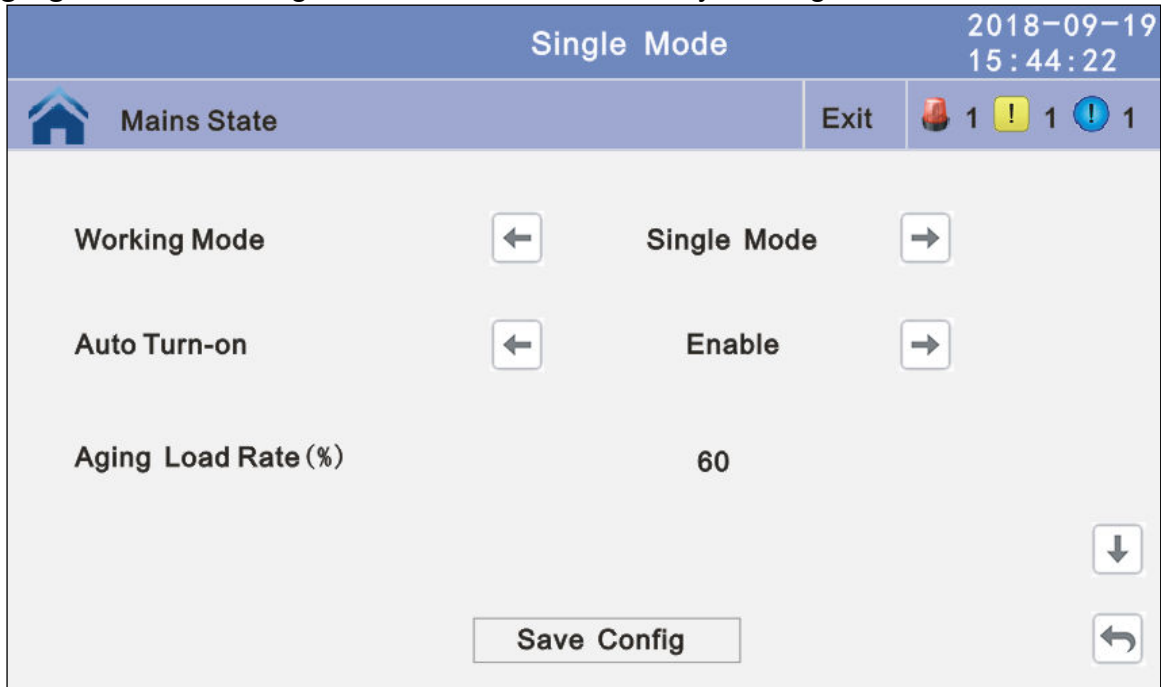 Single Mode
2018-09-19
15:44:22
Mains State
Exit
1
! 1
! 1
Working Mode
Single Mode
Auto Turn-on
Enable
Aging Load Rate(%)
60
Save Config